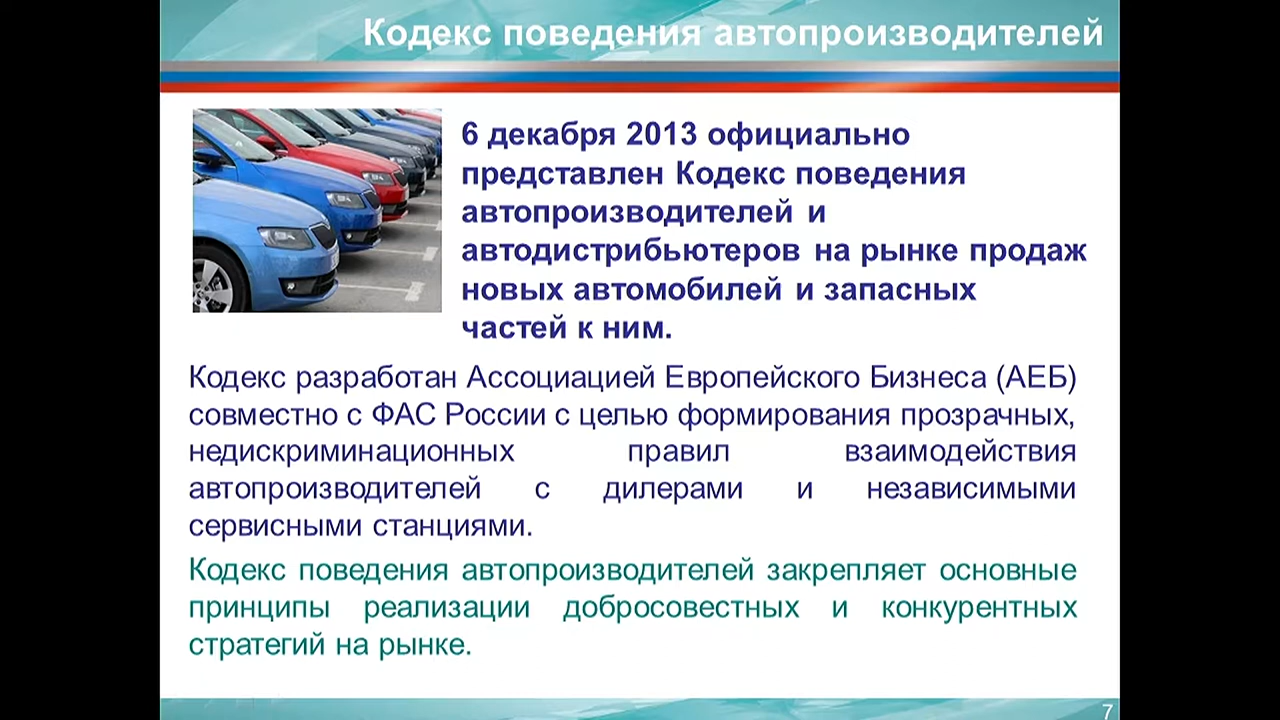 Кодекс поведения автопроизводителей
6 декабря 2013 официально
представлен Кодекс поведения
автопроизводителей и
автодистрибьютеров на рынке продаж
новых автомобилей и запасных
частей к ним.
Кодекс разработан Ассоциацией Европейского Бизнеса (АЕБ)
совместно с ФАС России с целью формирования прозрачных,
недискриминационных правил взаимодействия
автопроизводителей с дилерами и независимыми
сервисными станциями.
Кодекс поведения автопроизводителей закрепляет основные
принципы реализации добросовестных и конкурентных
стратегий на рынке.
7